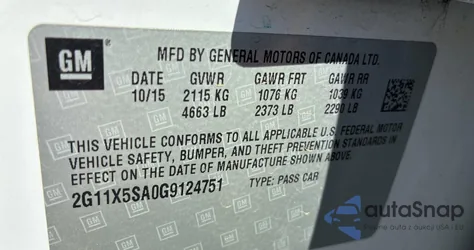 GM
MFD BY GENERAL MOTORS OF CANADA LTD.
DATE GVWR GAWR FRT GAWR RR
10/15 2115 KG 1076 KG 1039 KG
4663 LB 2373 LB 2290 LB
THIS VEHICLE CONFORMS TO ALL APPLICABLE U.S. FEDERAL MOTOR
VEHICLE SAFETY, BUMPER, AND THEFT PREVENTION STANDARDS IN
EFFECT ON THE DATE OF MANUFACTURE SHOWN ABOVE.
2G11X5SA0G9124751 TYPE: PASS CAR
autoSnap